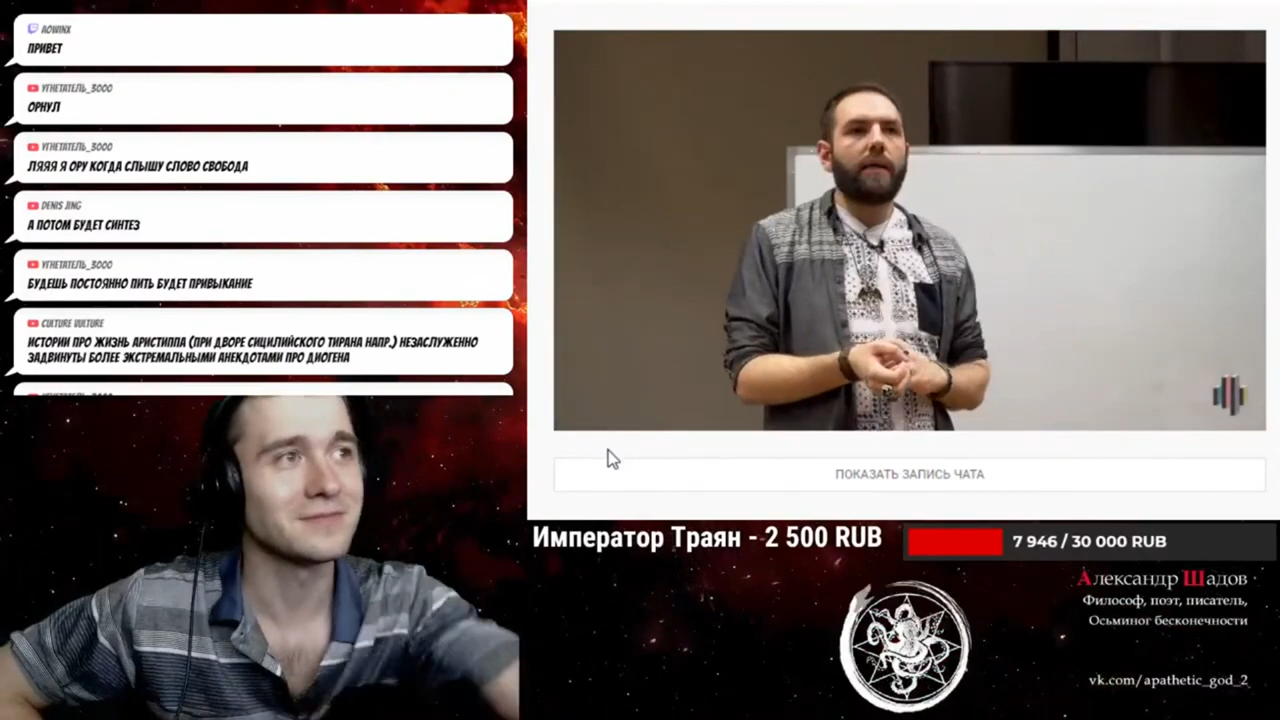 AOWINX
ПРИВЕТ
УГНЕТАТЕЛЬ_3000
ОРНУЛ
УГНЕТАТЕЛЬ_3000
ЛЯЯЯ Я ОРУ КОГДА СЛЫШУ СЛОВО СВОБОДА
DENIS JING
А ПОТОМ БУДЕТ СИНТЕЗ
УГНЕТАТЕЛЬ_3000
БУДЕШЬ ПОСТОЯННО ПИТЬ БУДЕТ ПРИВЫКАНИЕ
CULTURE VULTURE
ИСТОРИИ ПРО ЖИЗНЬ АРИСТИППА (ПРИ ДВОРЕ СИЦИЛИЙСКОГО ТИРАНА НАПР.) НЕЗАСЛУЖЕННО
ЗАДВИНУТЫ БОЛЕЕ ЭКСТРЕМАЛЬНЫМИ АНЕКДОТАМИ ПРО ДИОГЕНА
ПОКАЗАТЬ ЗАПИСЬ ЧАТА
Император Траян - 2 500 RUB
7 946 / 30 000 RUB
Александр Шадов
Философ, поэт, писатель,
Осьминог бесконечности
vk.com/apathetic_god_2